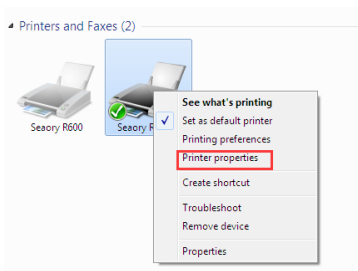 Printers and Faxes (2)
Seaory R600
Seaory R
See what's printing
Set as default printer
Printing preferences
Printer properties
Create shortcut
Troubleshoot
Remove device
Properties